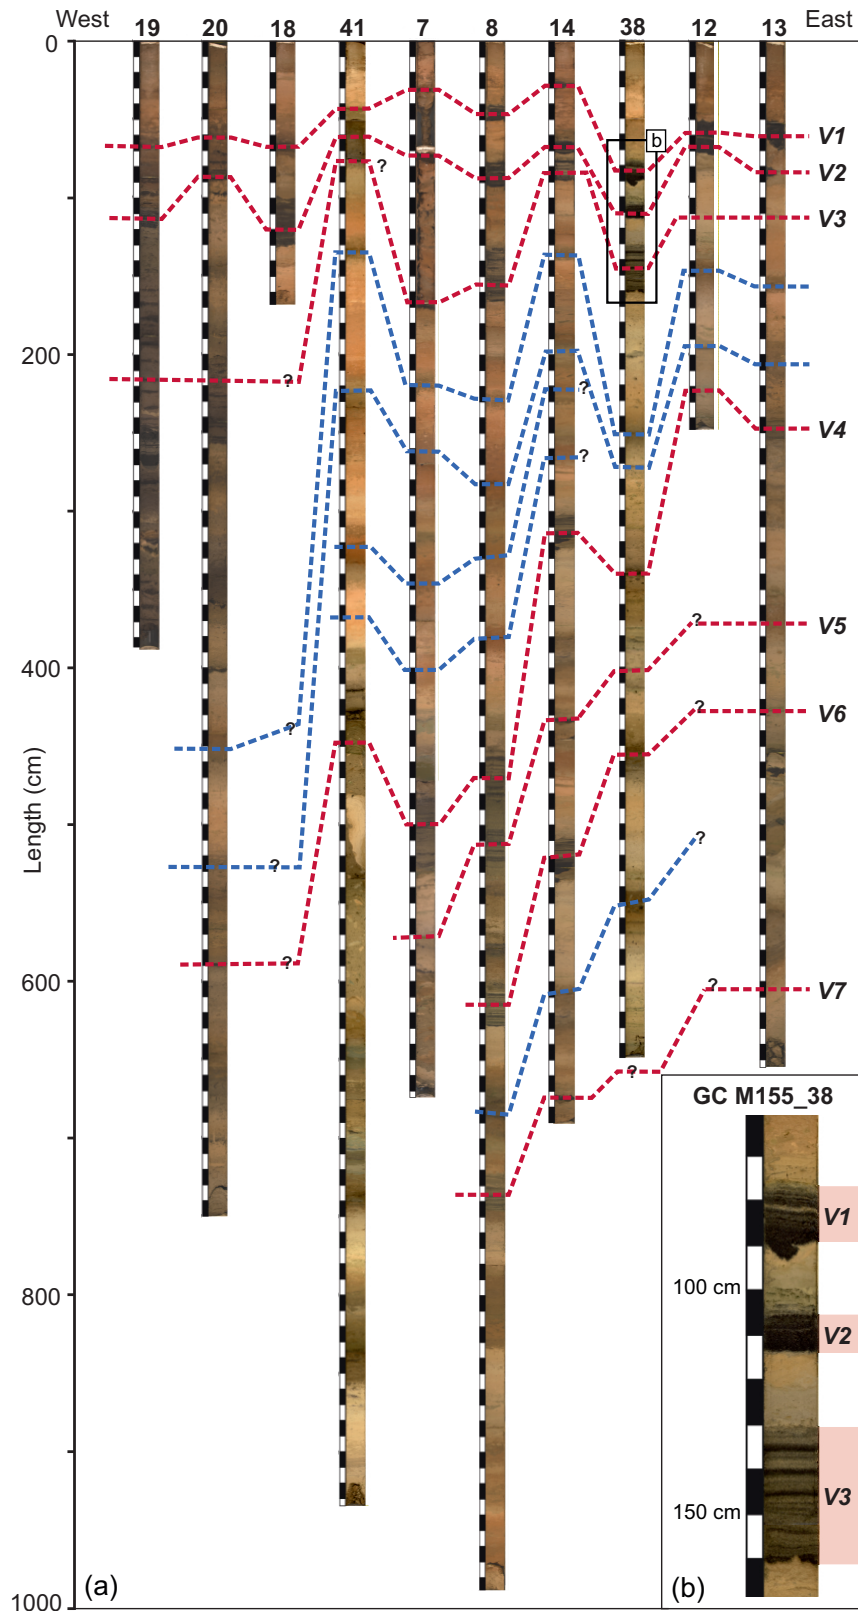 West
East
19 20 18 41 7 8 14 38 12 13
0
b
V1
V2
?
V3
200
?
?
V4
?
?
V5
400
?
V6
?
Length (cm)
?
?
?
600
?
V7
?
GC M155_38
V1
100 cm
800
V2
V3
150 cm
(a)
(b)
1000